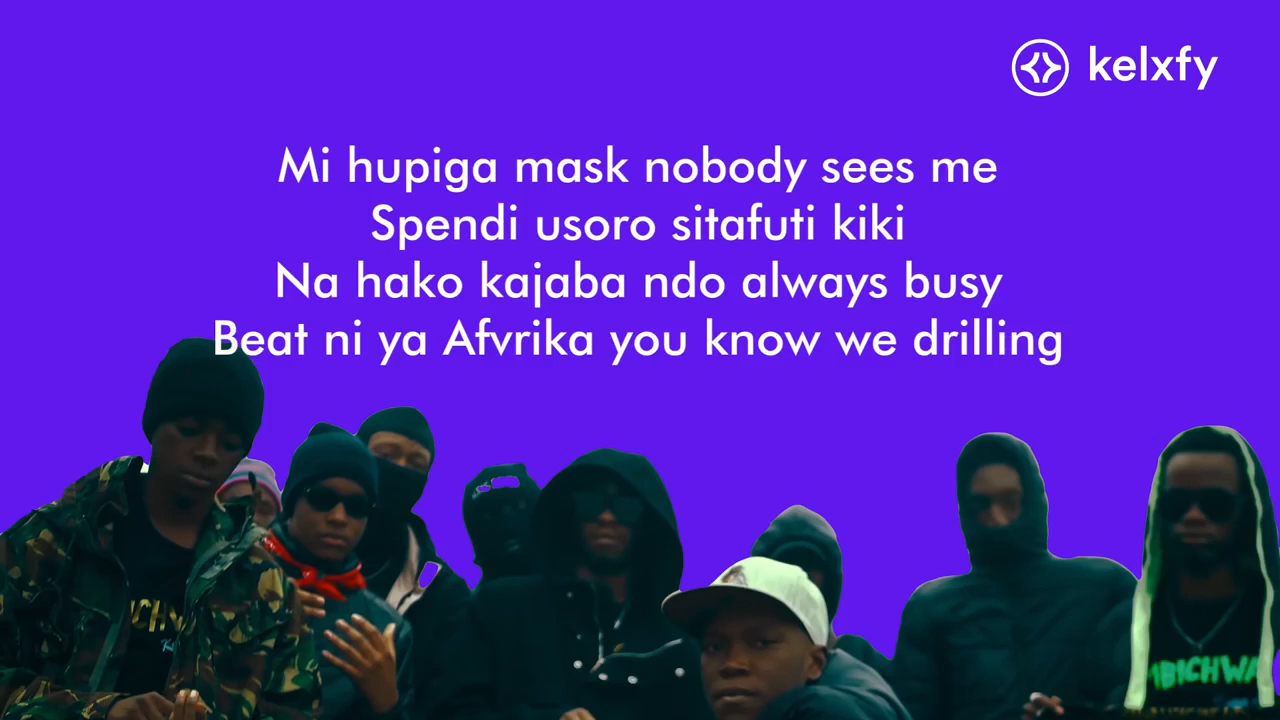 kelxfy
Mi hupiga mask nobody sees me
Spendi usoro sitafuti kiki
Na hako kajaba ndo always busy
Beat ni ya Afvrika you know we drilling